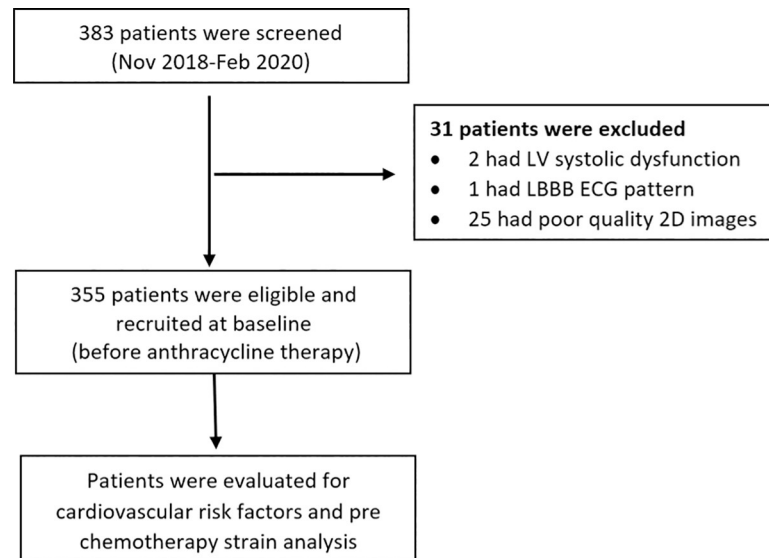 383 patients were screened
(Nov 2018-Feb 2020)
31 patients were excluded
• 2 had LV systolic dysfunction
• 1 had LBBB ECG pattern
• 25 had poor quality 2D images
355 patients were eligible and
recruited at baseline
(before anthracycline therapy)
Patients were evaluated for
cardiovascular risk factors and pre
chemotherapy strain analysis